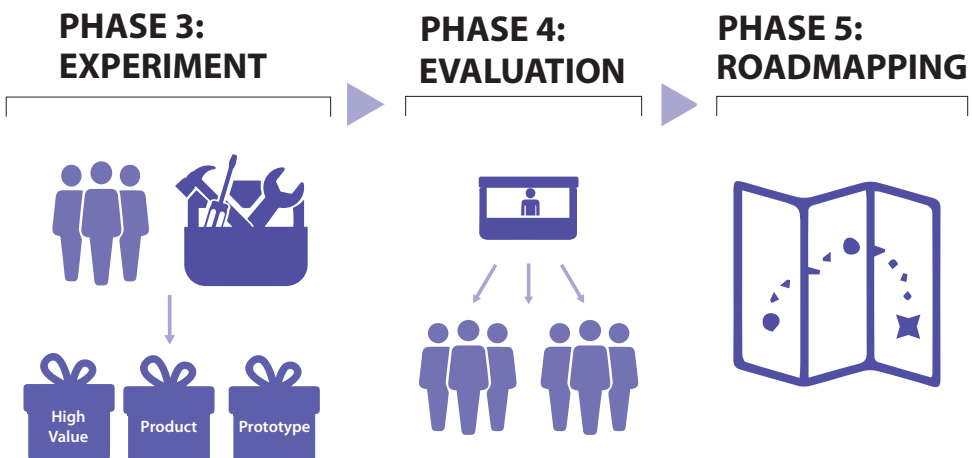 PHASE 3:
EXPERIMENT
PHASE 4:
EVALUATION
PHASE 5:
ROADMAPPING
High
Value
Product
Prototype